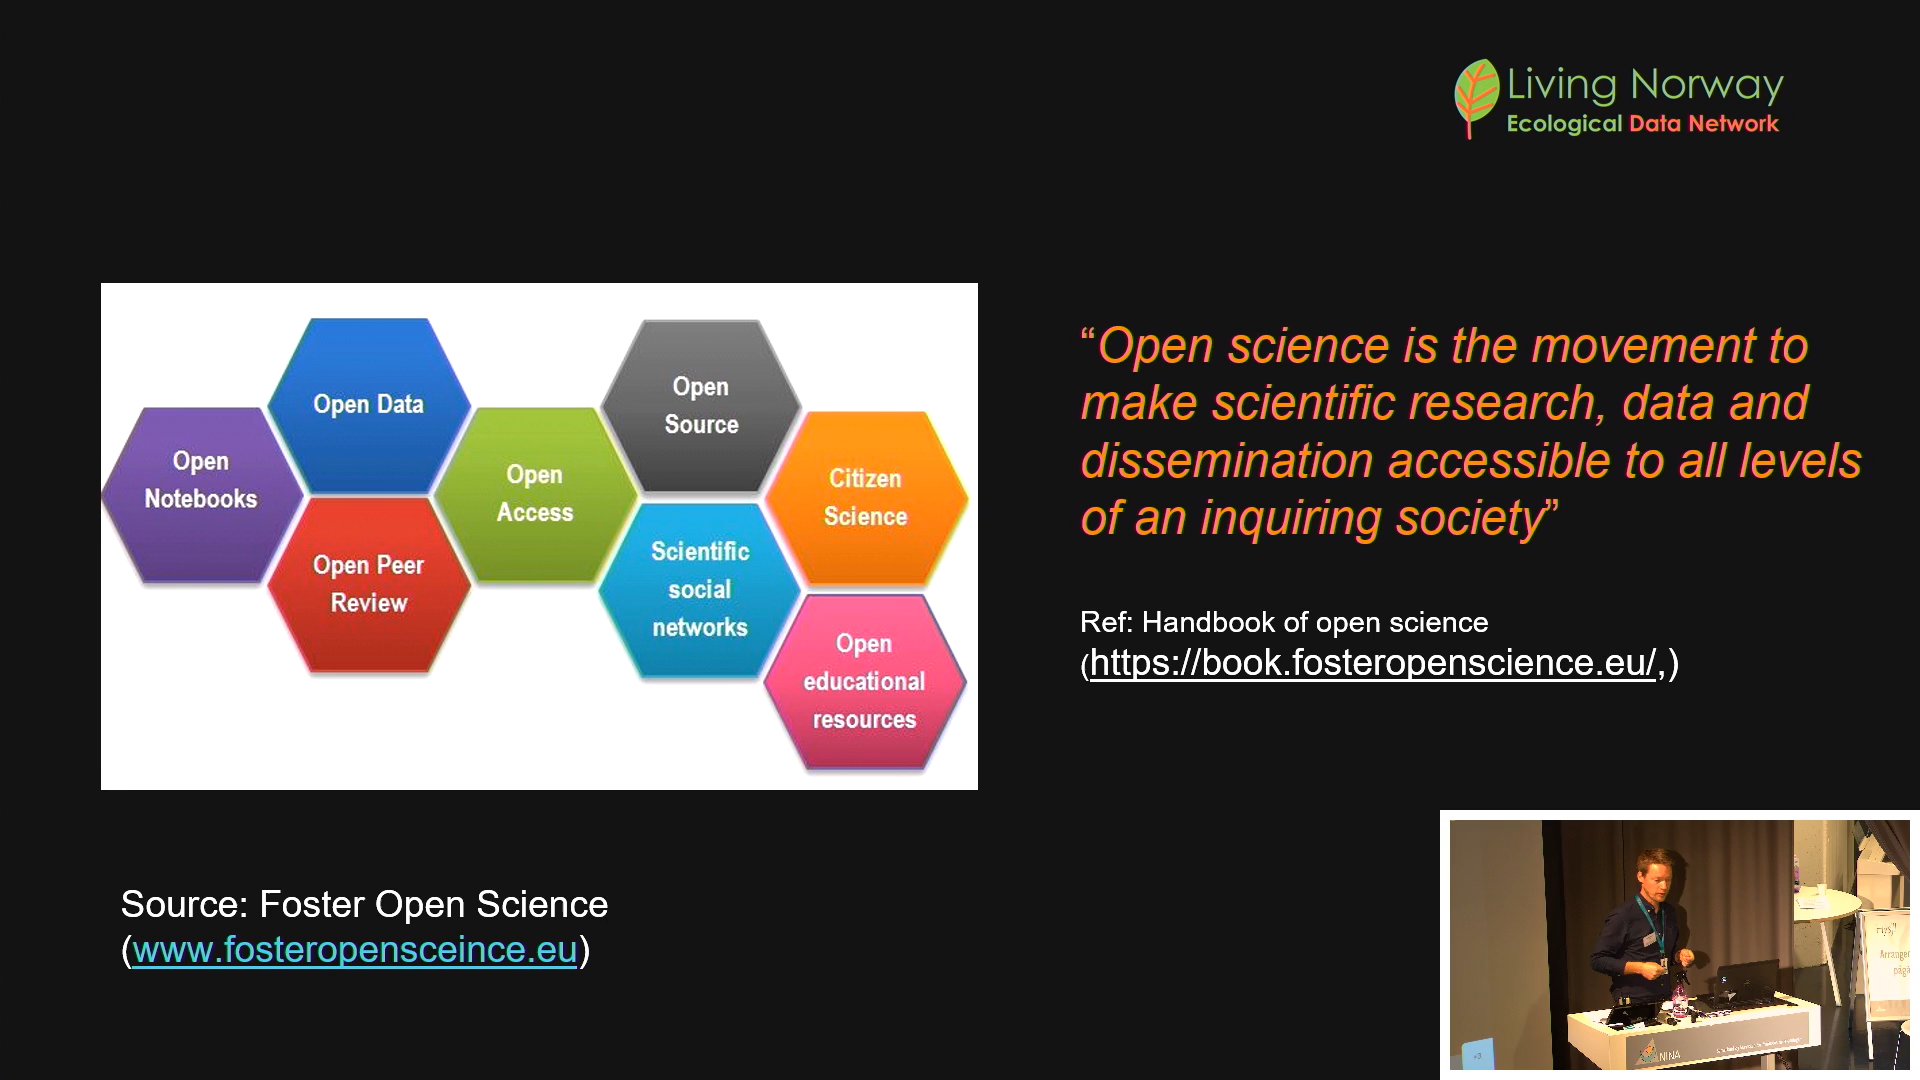 Living Norway
Ecological Data Network
Open Data
Open
Source
Open
Notebooks
Open
Access
Citizen
Science
Open Peer
Review
Scientific
social
networks
Open
educational
resources
“Open science is the movement to
make scientific research, data and
dissemination accessible to all levels
of an inquiring society”
Ref: Handbook of open science
(https://book.fosteropenscience.eu/,)
Source: Foster Open Science
(www.fosteropensceince.eu)
NINA